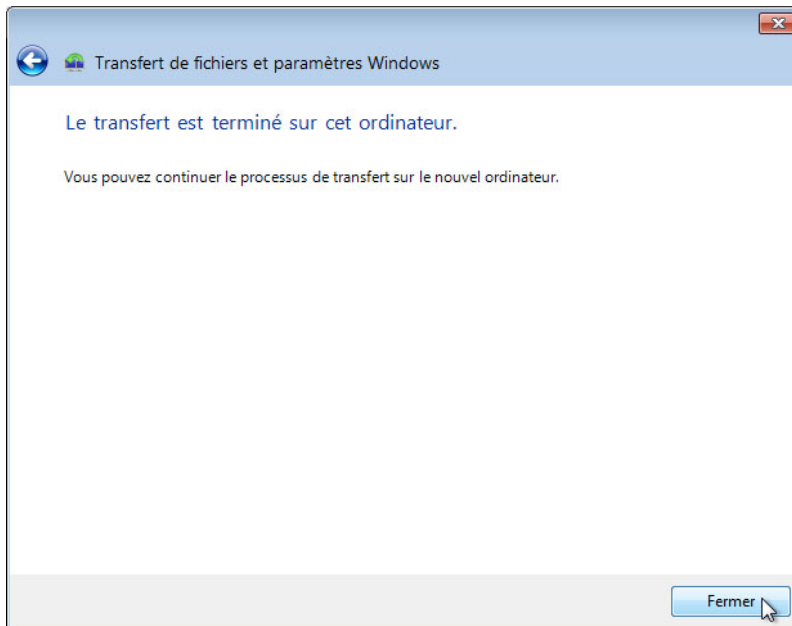 Transfert de fichiers et paramètres Windows
Le transfert est terminé sur cet ordinateur.
Vous pouvez continuer le processus de transfert sur le nouvel ordinateur.
Fermer